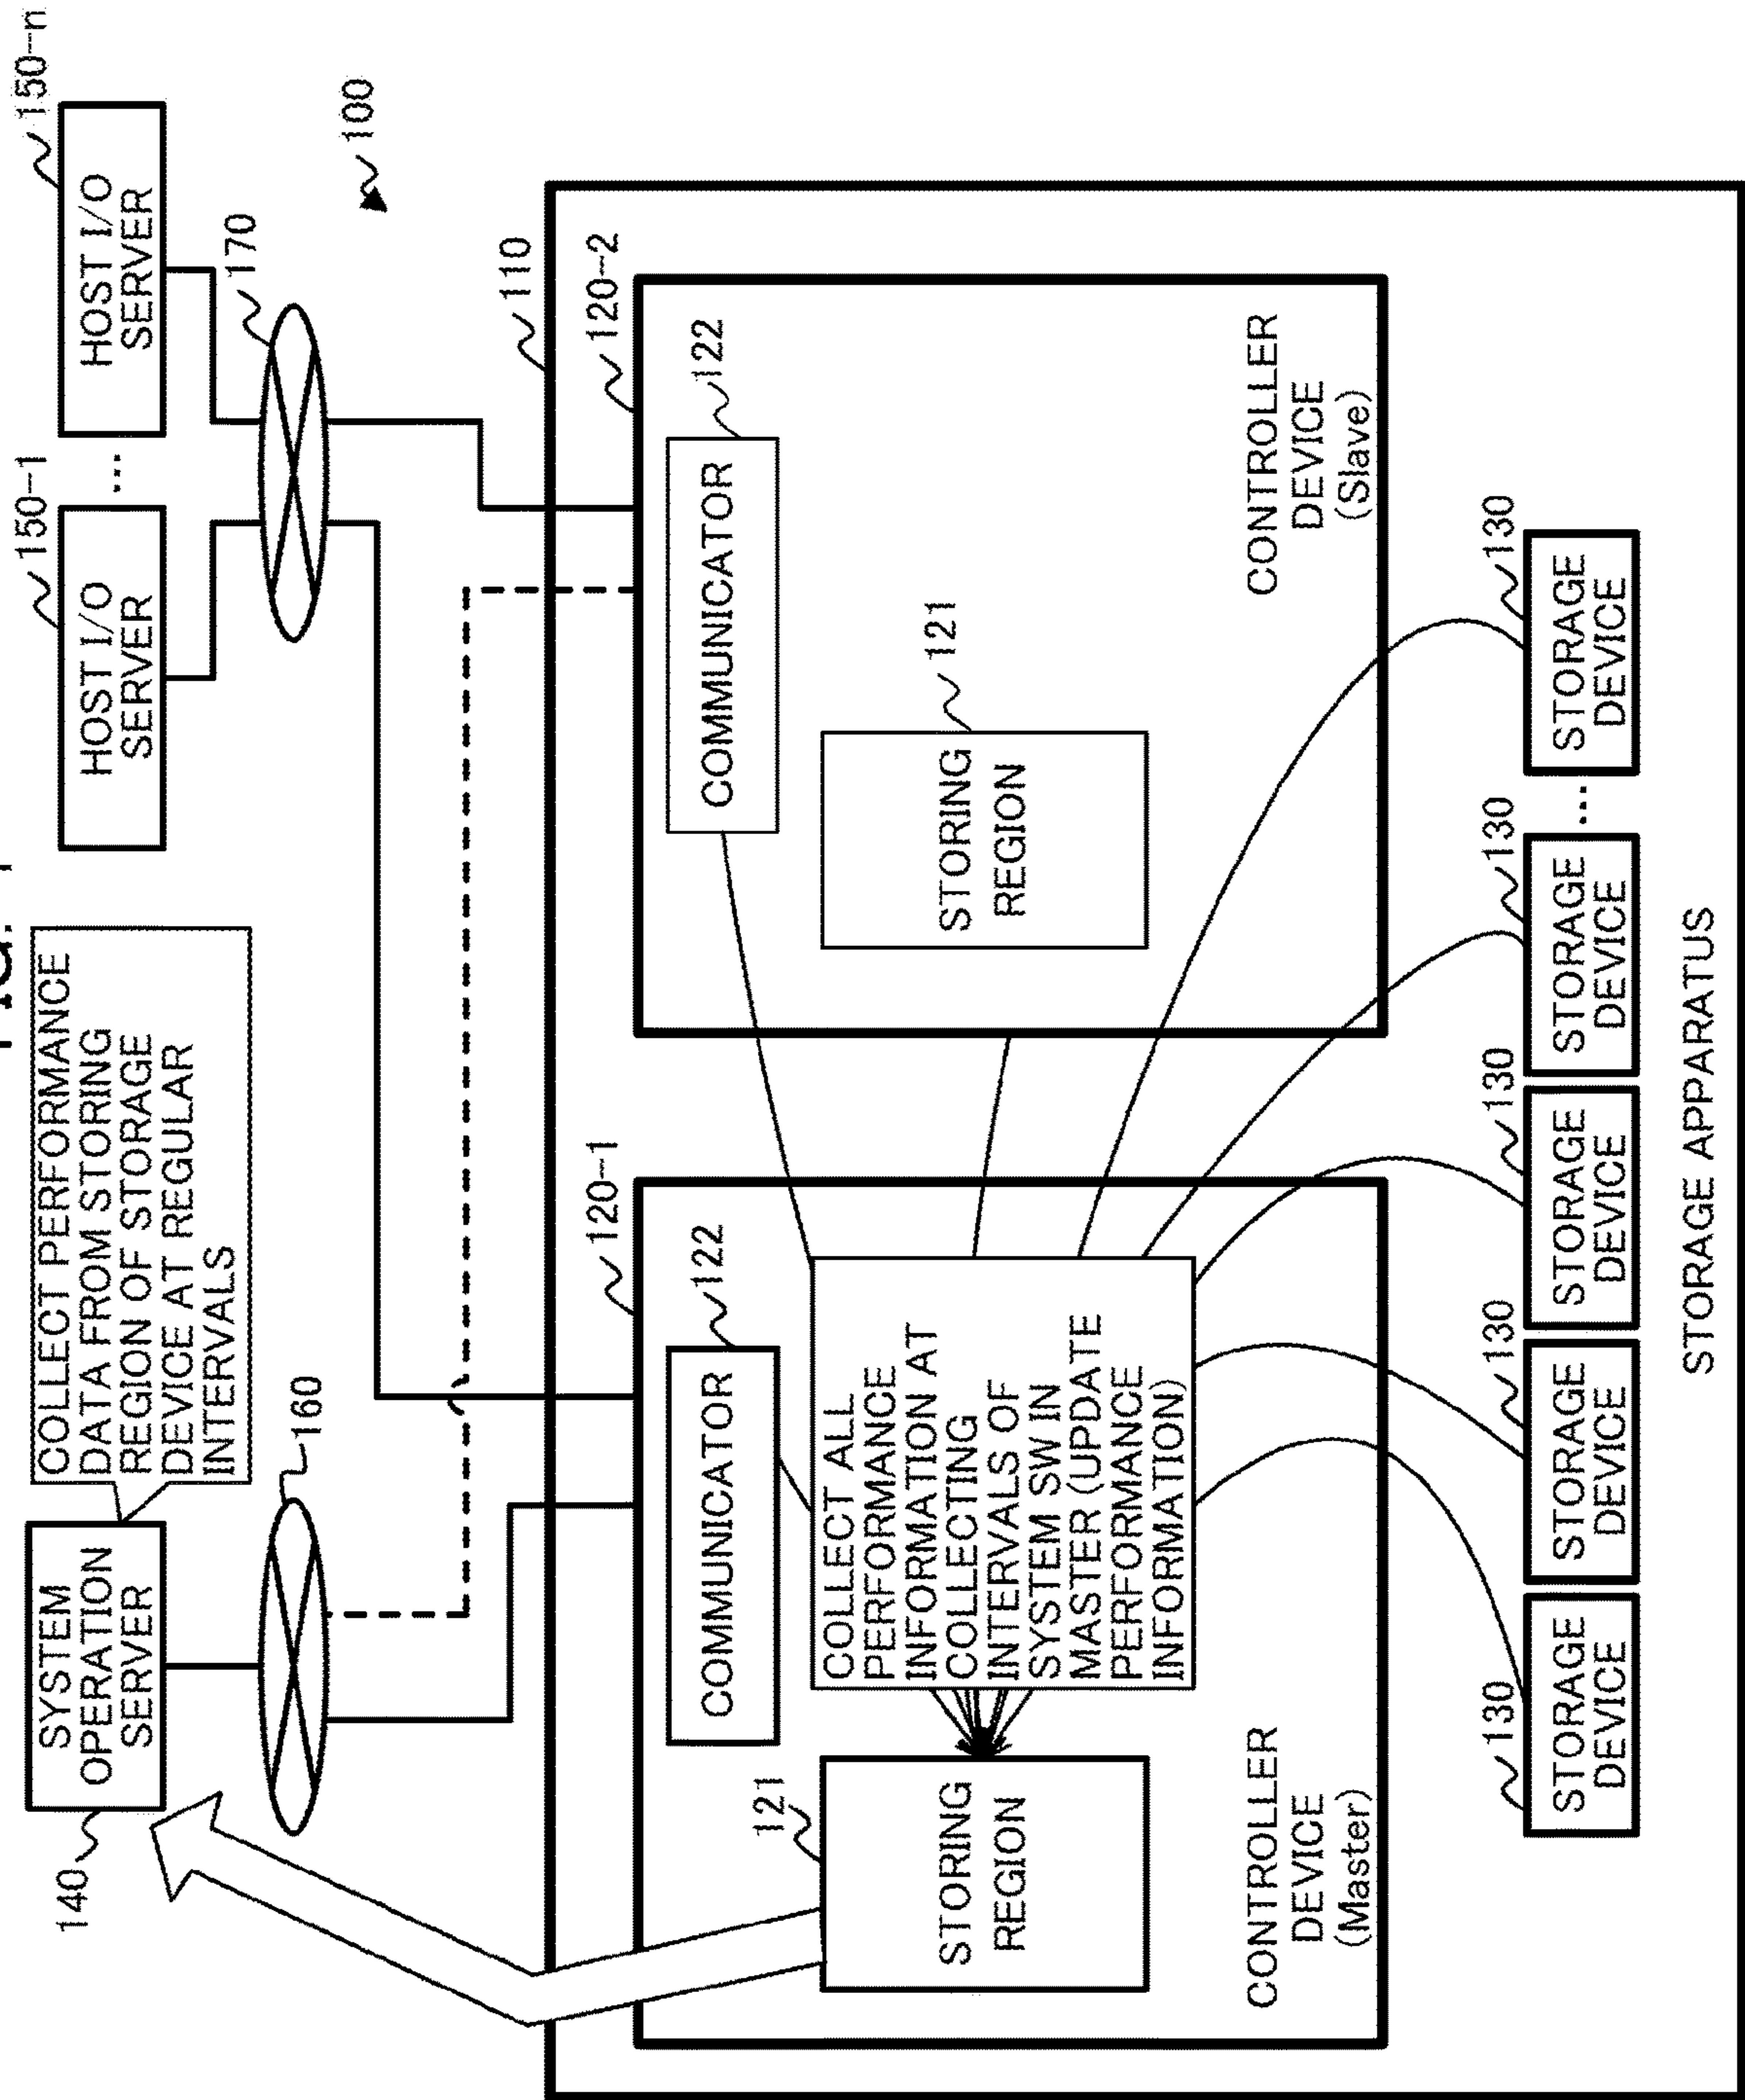 FIG. 1
SYSTEM
OPERATION
SERVER
140
COLLECT PERFORMANCE
DATA FROM STORING
REGION OF STORAGE
DEVICE AT REGULAR
INTERVALS
160
HOST I/O
SERVER
150-1
...
HOST I/O
SERVER
150-n
170
100
110
120-1
COMMUNICATOR
122
COLLECT ALL
PERFORMANCE
INFORMATION AT
COLLECTING
INTERVALS OF
SYSTEM SW IN
MASTER (UPDATE
PERFORMANCE
INFORMATION)
121
STORING
REGION
CONTROLLER
DEVICE
(Master)
120-2
COMMUNICATOR
122
STORING
REGION
121
CONTROLLER
DEVICE
(Slave)
130
STORAGE
DEVICE
130
STORAGE
DEVICE
130
STORAGE
DEVICE
130
STORAGE
DEVICE
...
130
STORAGE
DEVICE
STORAGE APPARATUS